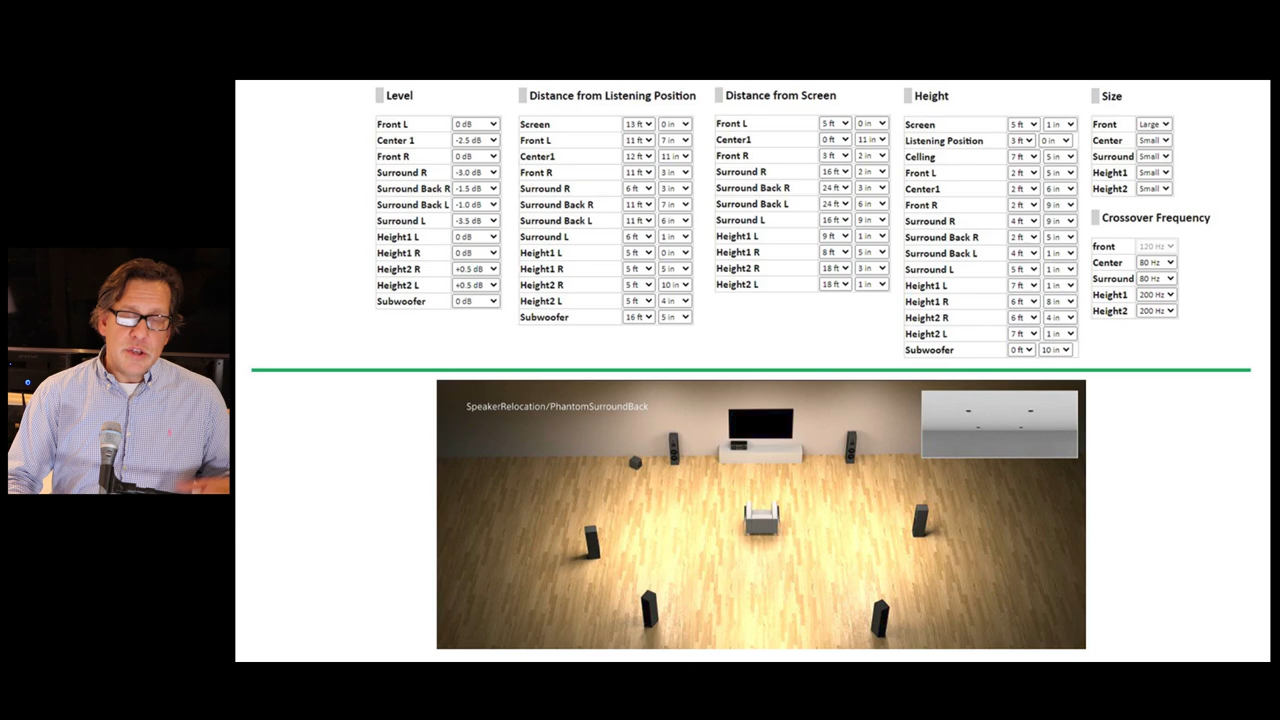 Level
Front L 0 dB
Center 1 -2.5 dB
Front R 0 dB
Surround R -3.0 dB
Surround Back R -1.5 dB
Surround Back L -1.0 dB
Surround L -3.5 dB
Height1 L 0 dB
Height1 R 0 dB
Height2 R +0.5 dB
Height2 L +0.5 dB
Subwoofer 0 dB
Distance from Listening Position
Screen 13 ft 0 in
Front L 11 ft 7 in
Center1 12 ft 11 in
Front R 11 ft 3 in
Surround R 6 ft 3 in
Surround Back R 11 ft 7 in
Surround Back L 11 ft 6 in
Surround L 6 ft 1 in
Height1 L 5 ft 0 in
Height1 R 5 ft 5 in
Height2 R 5 ft 10 in
Height2 L 5 ft 4 in
Subwoofer 16 ft 5 in
Distance from Screen
Front L 5 ft 0 in
Center1 0 ft 11 in
Front R 3 ft 2 in
Surround R 16 ft 2 in
Surround Back R 24 ft 3 in
Surround Back L 24 ft 6 in
Surround L 16 ft 9 in
Height1 L 9 ft 1 in
Height1 R 8 ft 5 in
Height2 R 18 ft 3 in
Height2 L 18 ft 1 in
Height
Screen 5 ft 1 in
Listening Position 3 ft 0 in
Celling 7 ft 5 in
Front L 2 ft 5 in
Center1 2 ft 6 in
Front R 2 ft 9 in
Surround R 4 ft 9 in
Surround Back R 2 ft 5 in
Surround Back L 4 ft 1 in
Surround L 5 ft 1 in
Height1 L 7 ft 1 in
Height1 R 6 ft 8 in
Height2 R 6 ft 4 in
Height2 L 7 ft 1 in
Subwoofer 0 ft 10 in
Size
Front Large
Center Small
Surround Small
Height1 Small
Height2 Small
Crossover Frequency
front 120 Hz
Center 80 Hz
Surround 80 Hz
Height1 200 Hz
Height2 200 Hz
SpeakerRelocation/PhantomSurroundBack